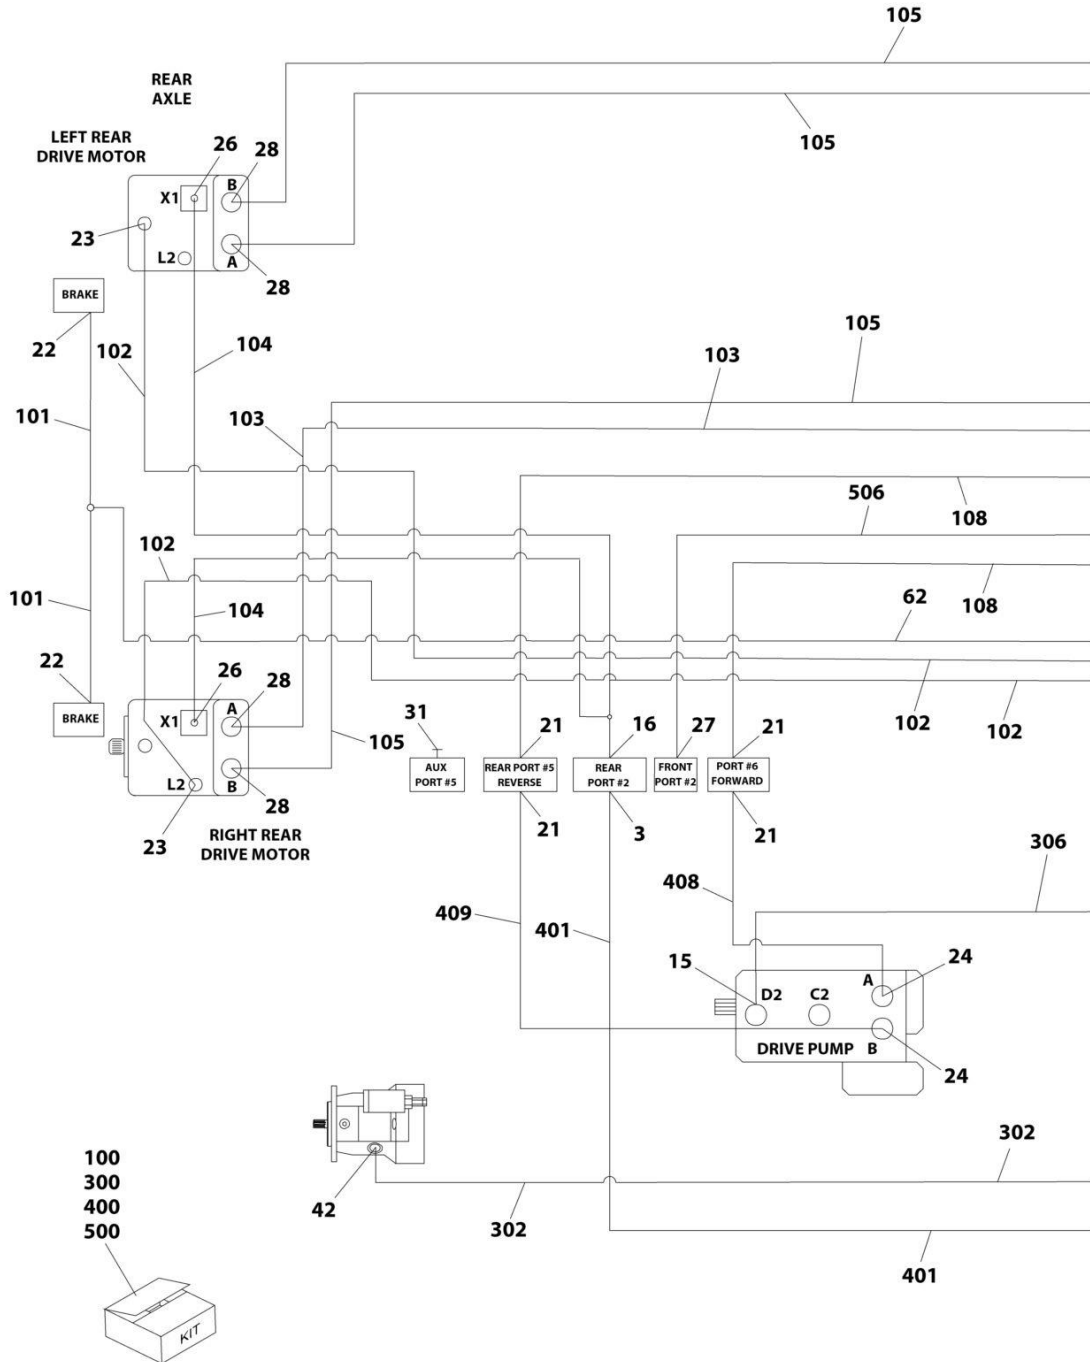 105
REAR
AXLE
105
LEFT REAR
DRIVE MOTOR
26
28
B
X1
23
L2
A
28
BRAKE
22
102
104
105
103
101
103
506
108
102
101
104
62
108
22
26
28
A
BRAKE
X1
105
31
21
16
27
21
102
102
L2
B
AUX
PORT #5
REAR PORT #5
REVERSE
REAR
PORT #2
FRONT
PORT #2
PORT #6
FORWARD
28
23
RIGHT REAR
DRIVE MOTOR
21
3
21
306
408
409
401
15
24
A
D2
C2
DRIVE PUMP
B
24
302
100
300
400
500
42
302
401
KIT